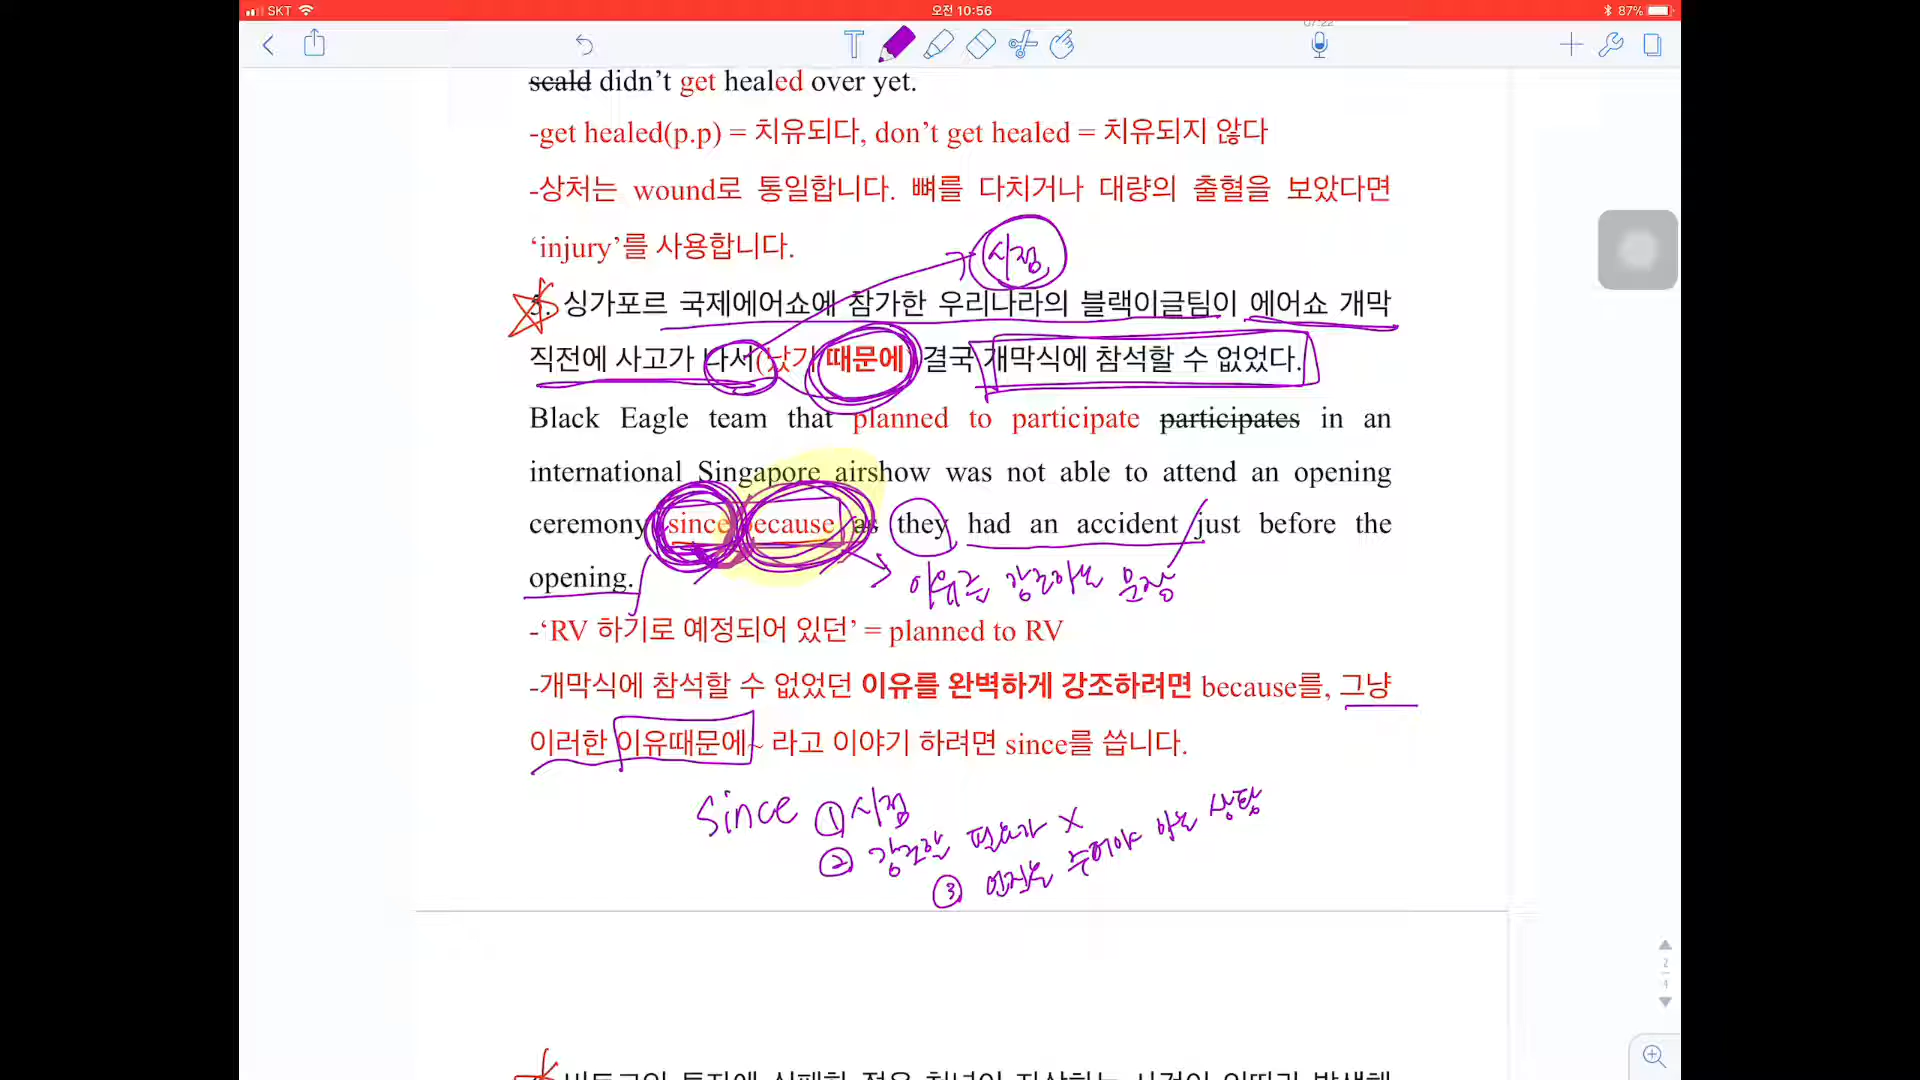 SKT 오전 10:56 87%
07:22
scald didn’t get healed over yet.
-get healed(p.p) = 치유되다, don’t get healed = 치유되지 않다
-상처는 wound로 통일합니다. 뼈를 다치거나 대량의 출혈을 보았다면
‘injury’를 사용합니다.
시점
5. 싱가포르 국제에어쇼에 참가한 우리나라의 블랙이글팀이 에어쇼 개막
직전에 사고가 나서(났기 때문에) 결국 개막식에 참석할 수 없었다.
Black Eagle team that planned to participate participates in an
international Singapore airshow was not able to attend an opening
ceremony since because as they had an accident just before the
opening.
이유를 강조하는 문장
-‘RV 하기로 예정되어 있던’ = planned to RV
-개막식에 참석할 수 없었던 이유를 완벽하게 강조하려면 because를, 그냥
이러한 이유때문에~ 라고 이야기 하려면 since를 씁니다.
Since ① 시점
② 강조할 필요가 X
③ 아는 상황
2
4